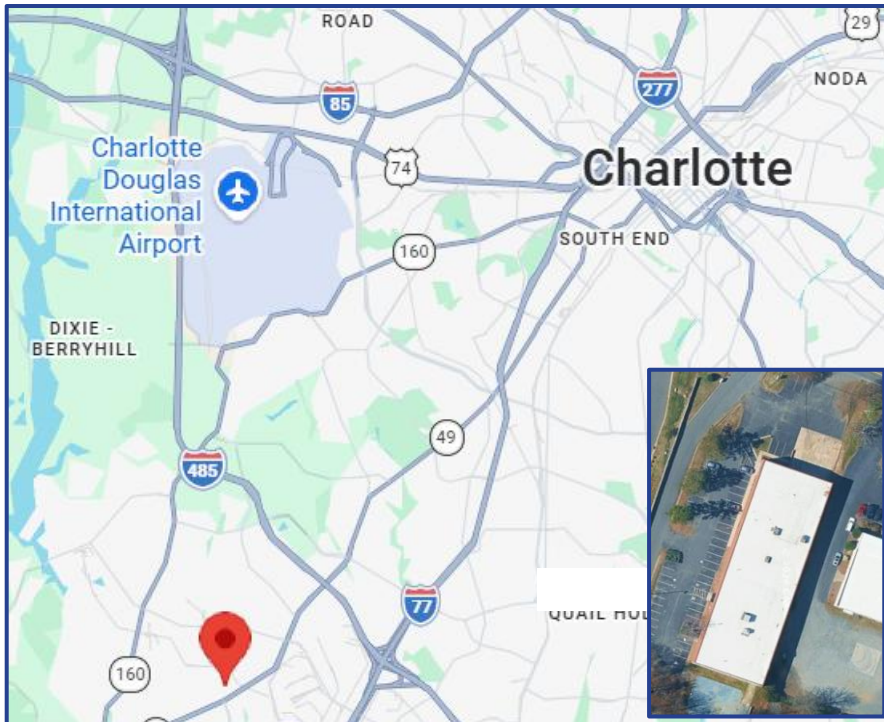 ROAD
29
85
277
NODA
Charlotte
Douglas
International
Airport
74
Charlotte
160
SOUTH END
DIXIE -
BERRYHILL
49
485
77
QUAIL
160